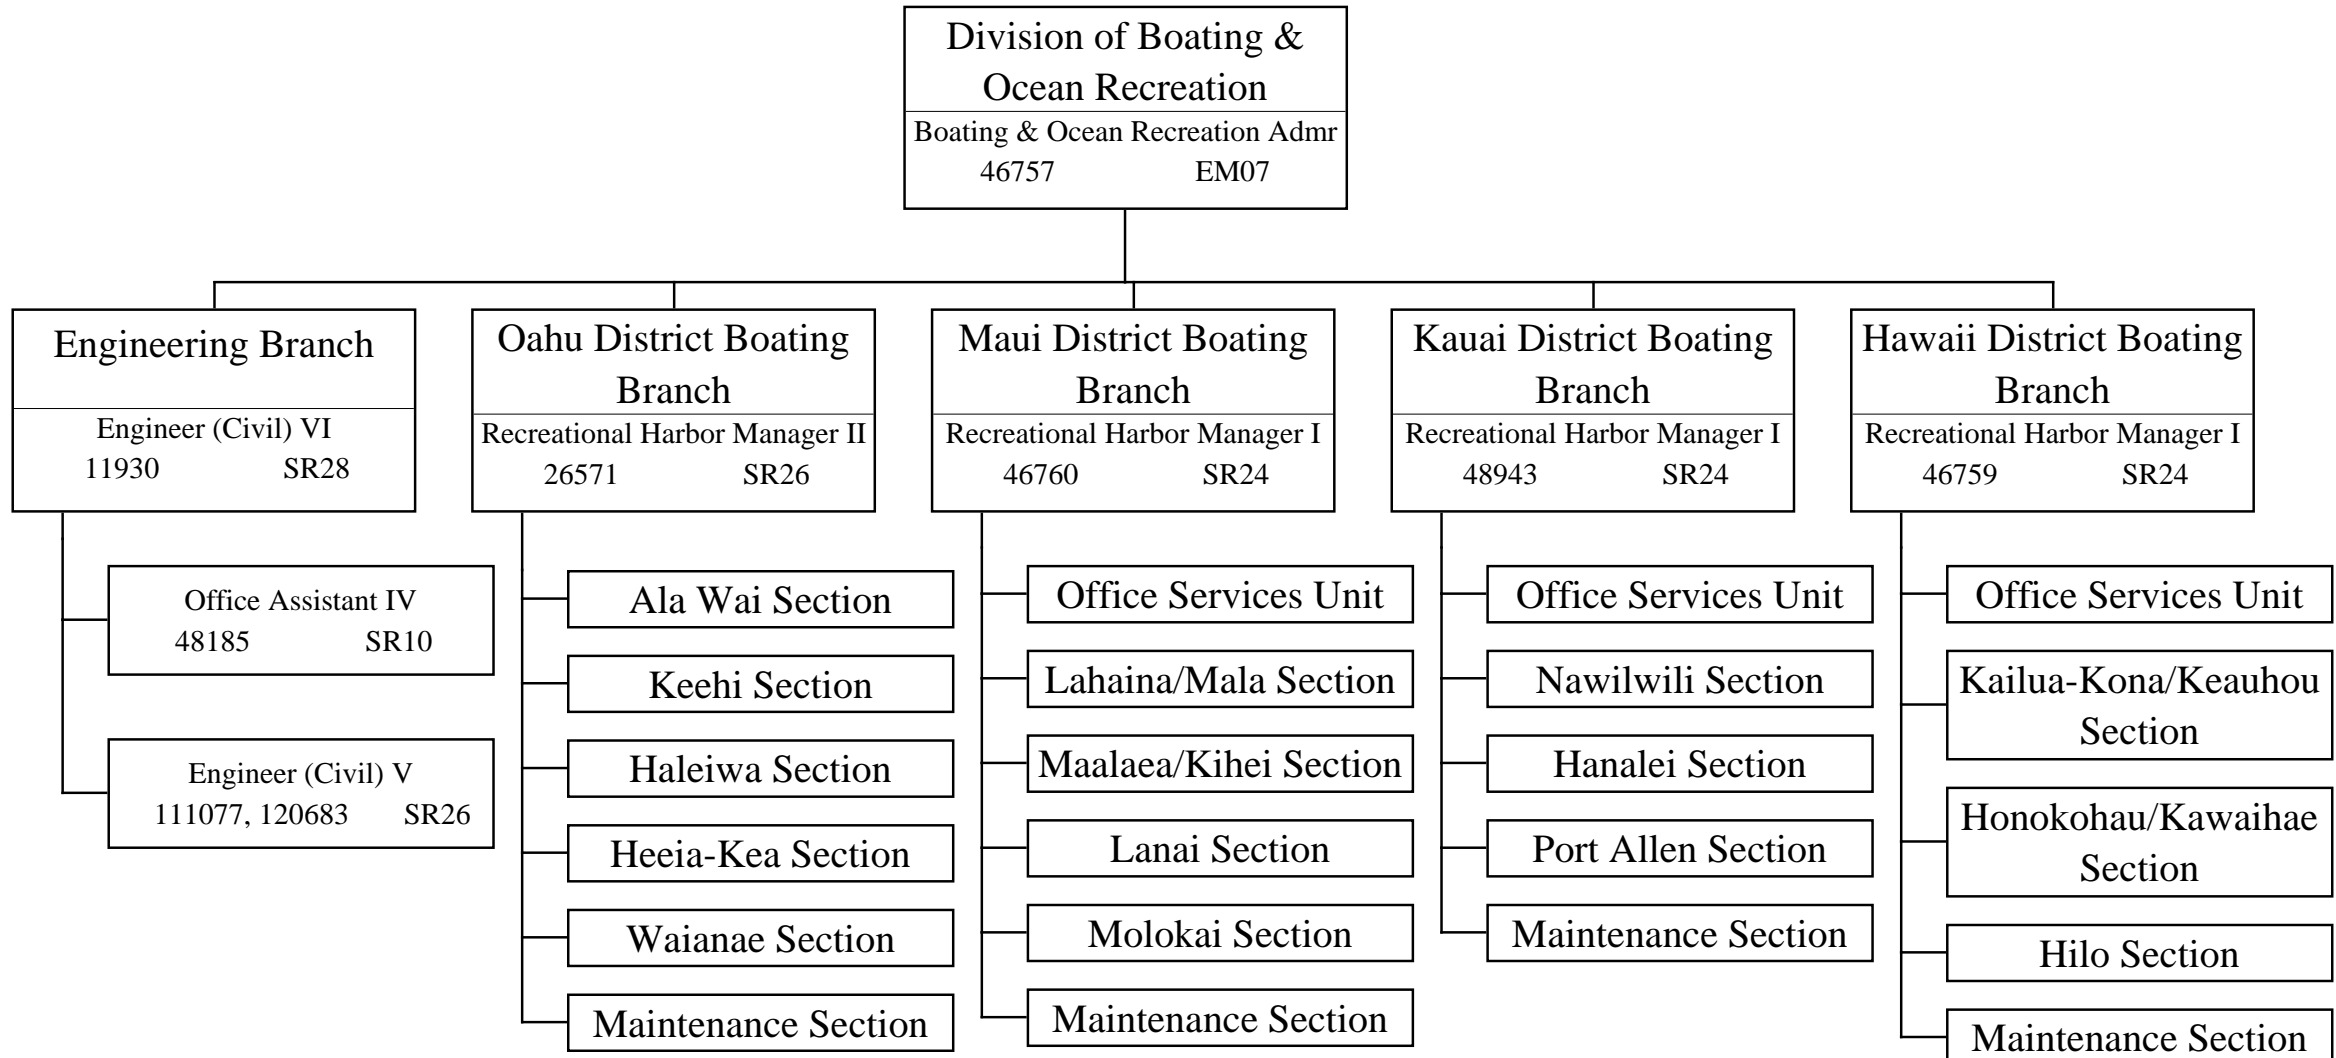 Division of Boating &
Ocean Recreation
Boating & Ocean Recreation Admr
46757 EM07
Engineering Branch
Engineer (Civil) VI
11930 SR28
Office Assistant IV
48185 SR10
Engineer (Civil) V
111077, 120683 SR26
Oahu District Boating
Branch
Recreational Harbor Manager II
26571 SR26
Ala Wai Section
Keehi Section
Haleiwa Section
Heeia-Kea Section
Waianae Section
Maintenance Section
Maui District Boating
Branch
Recreational Harbor Manager I
46760 SR24
Office Services Unit
Lahaina/Mala Section
Maalaea/Kihei Section
Lanai Section
Molokai Section
Maintenance Section
Kauai District Boating
Branch
Recreational Harbor Manager I
48943 SR24
Office Services Unit
Nawilwili Section
Hanalei Section
Port Allen Section
Maintenance Section
Hawaii District Boating
Branch
Recreational Harbor Manager I
46759 SR24
Office Services Unit
Kailua-Kona/Keauhou
Section
Honokohau/Kawaihae
Section
Hilo Section
Maintenance Section